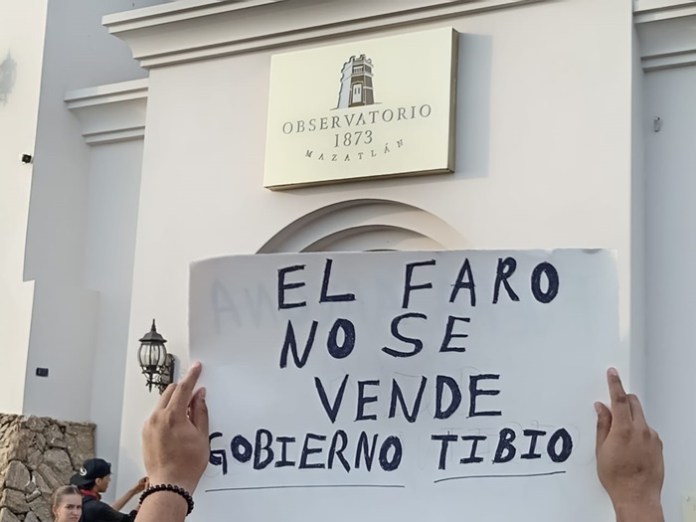 OBSERVATORIO
1873
MAZATLÁN
EL FARO
NO SE
VENDE
GOBIERNO TIBIO